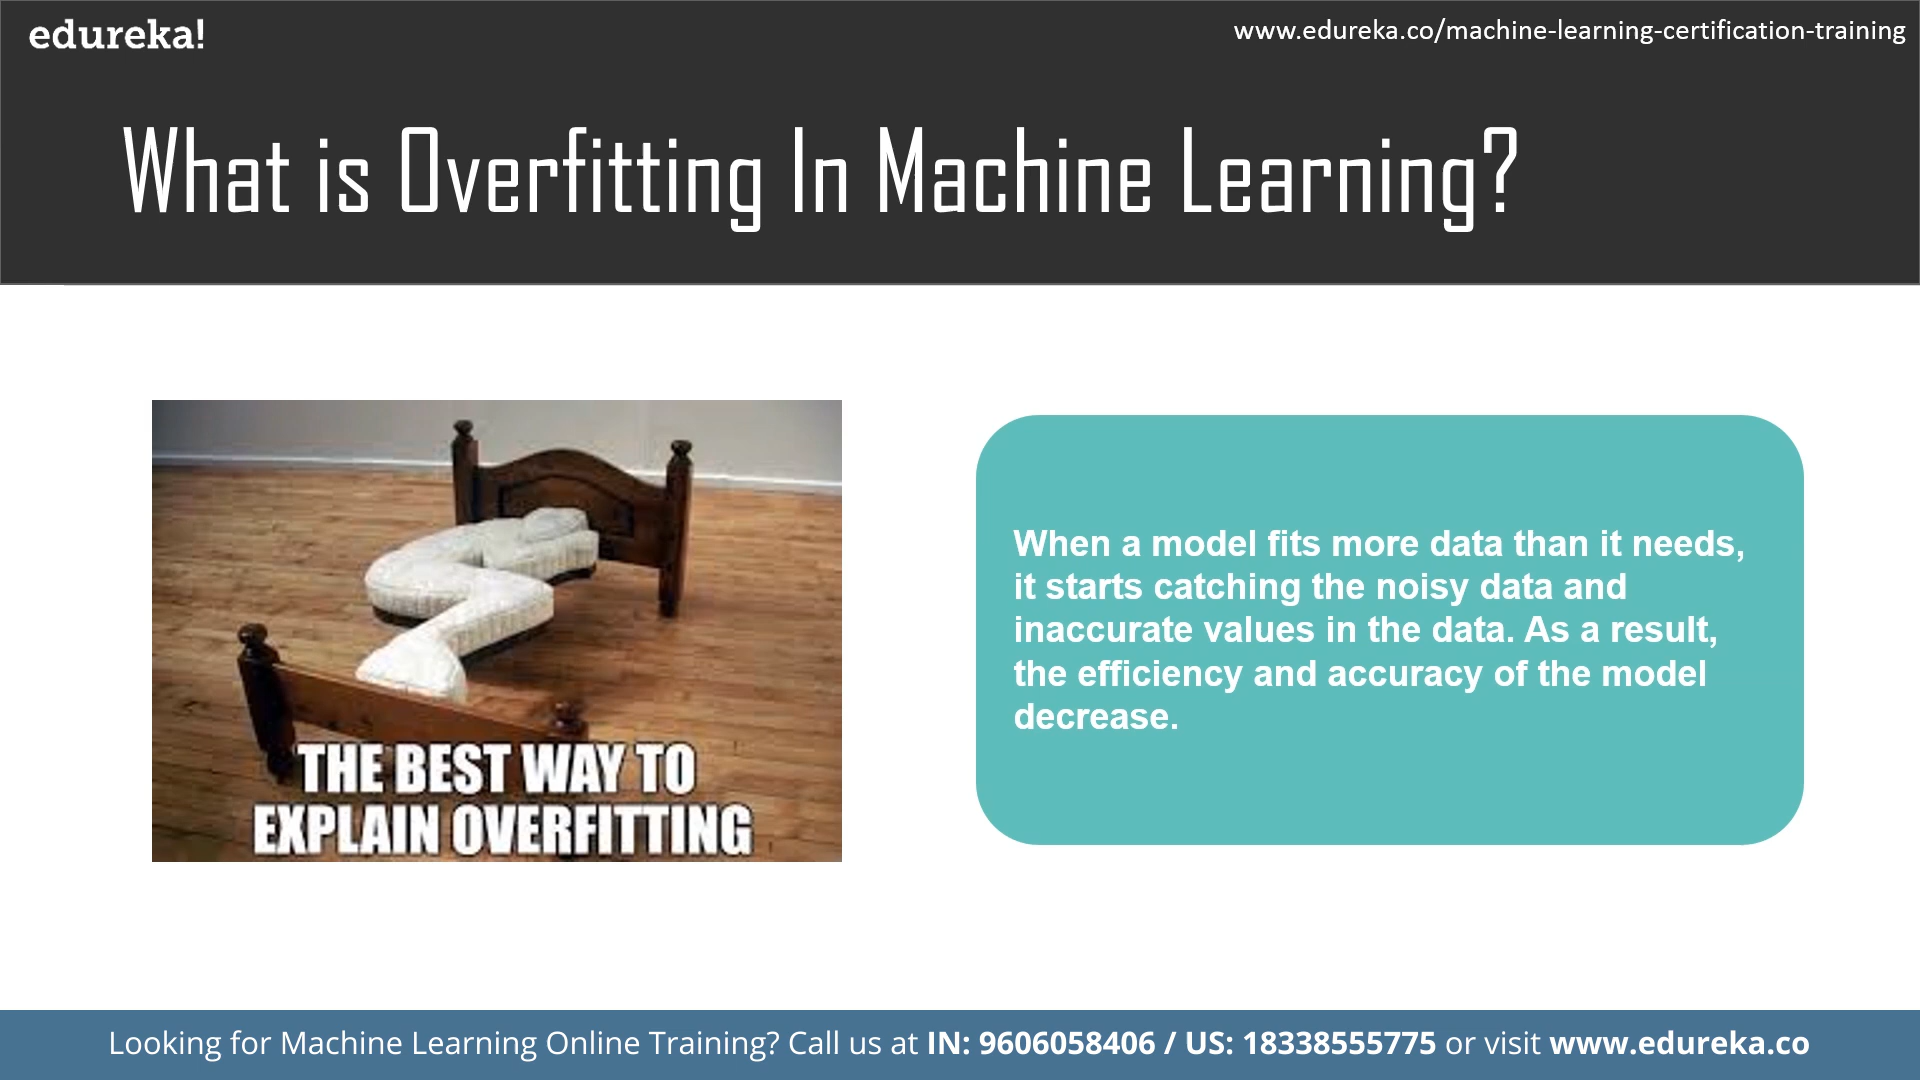 edureka!
www.edureka.co/machine-learning-certification-training
What is Overfitting In Machine Learning?
THE BEST WAY TO
EXPLAIN OVERFITTING
When a model fits more data than it needs,
it starts catching the noisy data and
inaccurate values in the data. As a result,
the efficiency and accuracy of the model
decrease.
Looking for Machine Learning Online Training? Call us at IN: 9606058406 / US: 18338555775 or visit www.edureka.co